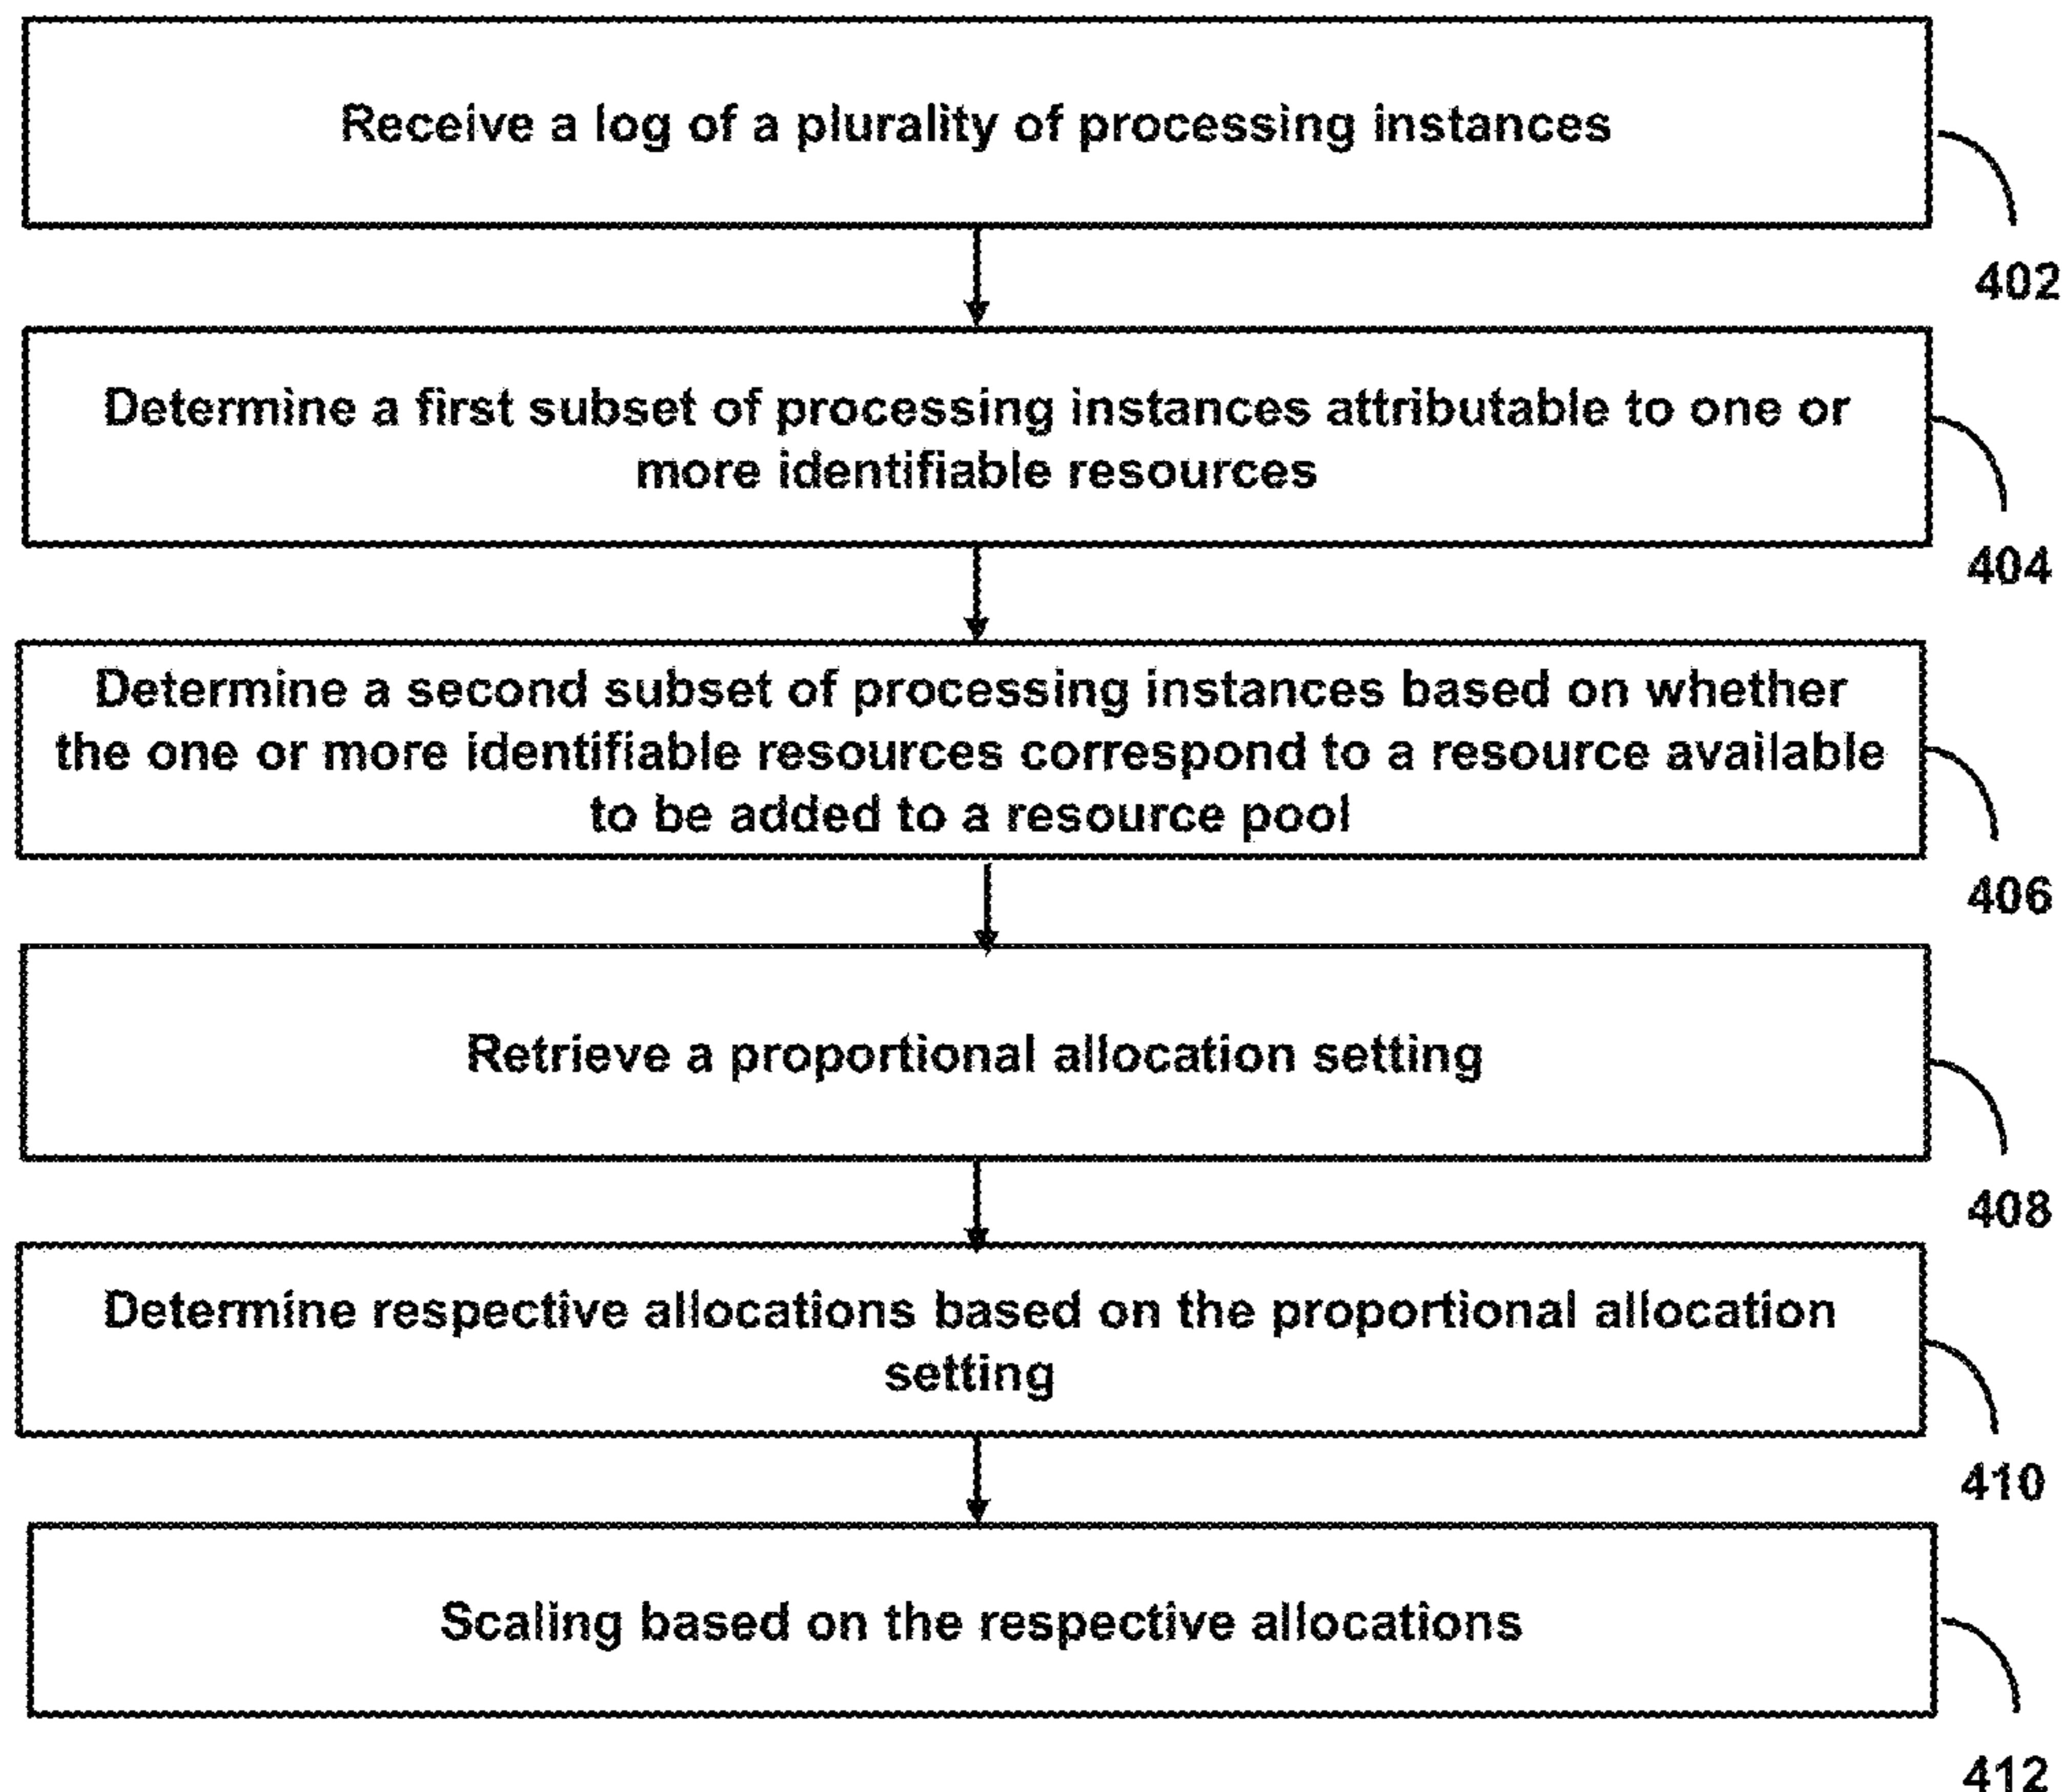 Receive a log of a plurality of processing instances
402
Determine a first subset of processing instances attributable to one or
more identifiable resources
404
Determine a second subset of processing instances based on whether
the one or more identifiable resources correspond to a resource available
to be added to a resource pool
406
Retrieve a proportional allocation setting
408
Determine respective allocations based on the proportional allocation
setting
410
Scaling based on the respective allocations
412